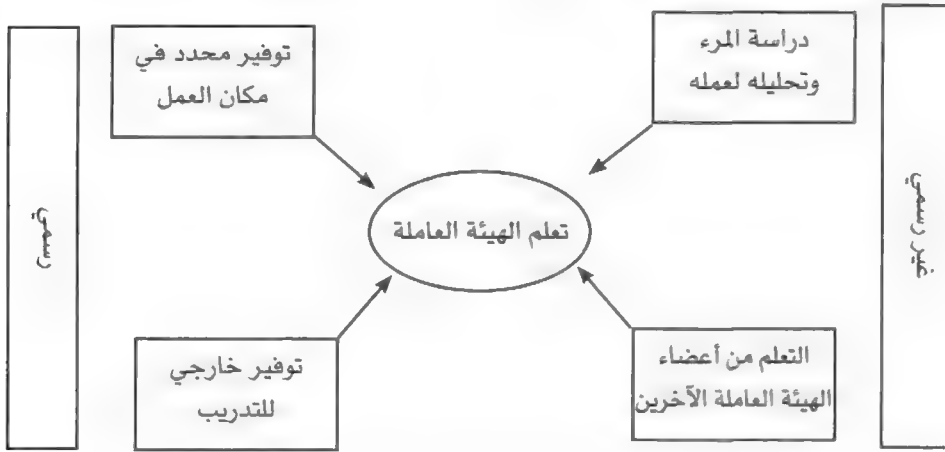 غير رسمي
دراسة المرء
وتحليله لعمله
توفير محدد في
مكان العمل
رسمي
تعلم الهيئة العاملة
التعلم من أعضاء
الهيئة العاملة الآخرين
توفير خارجي
للتدريب